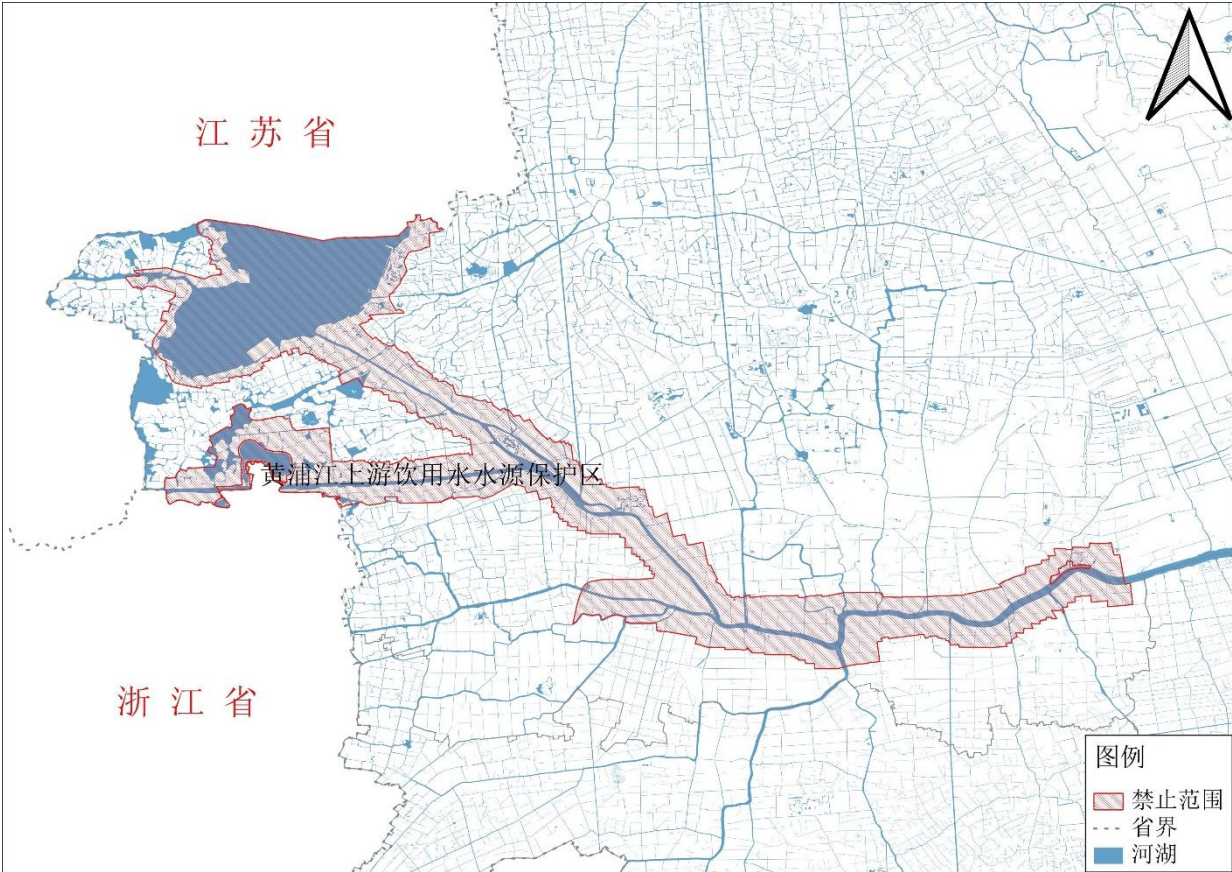 江苏省
黄浦江上游饮用水水源保护区
浙江省
图例
禁止范围
省界
河湖